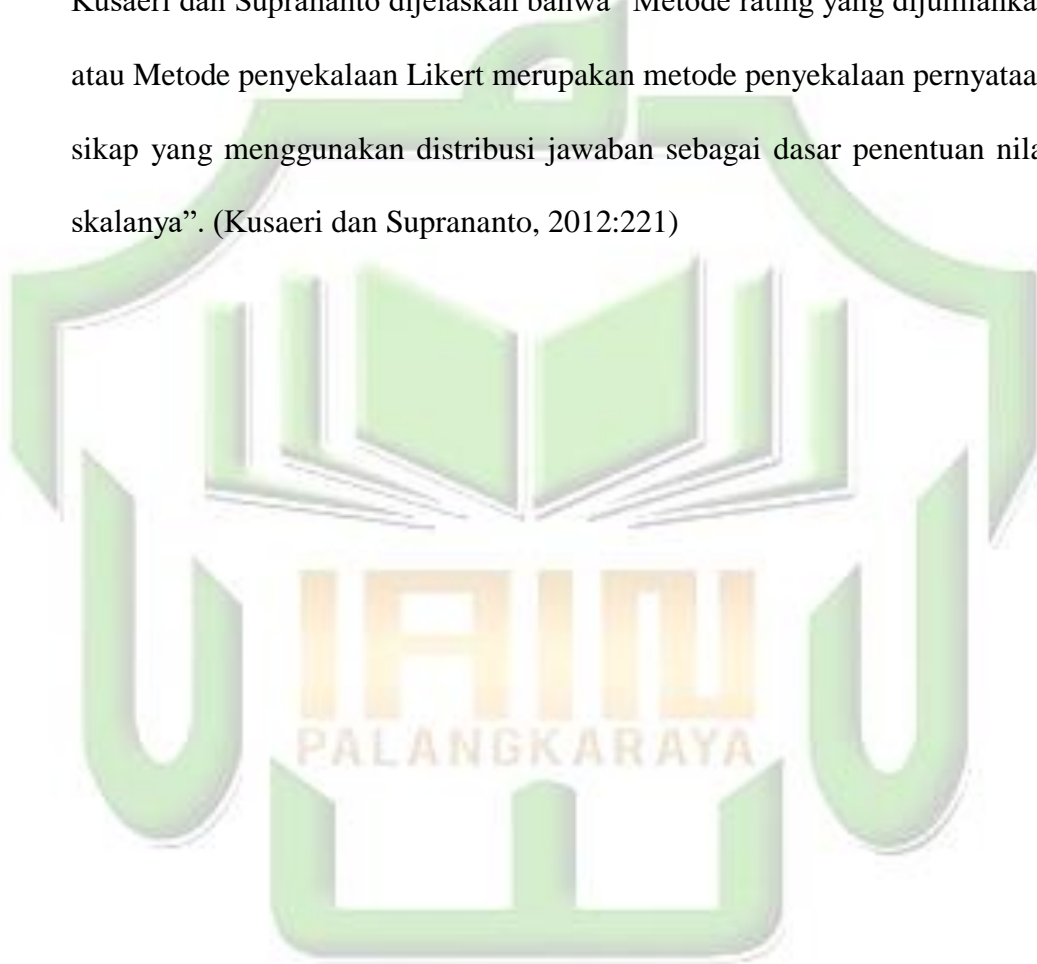 Kusaeri dan Suprananto dijelaskan bahwa “Metode rating yang dijumlahka
atau Metode penyekalaan Likert merupakan metode penyekalaan pernyataa
sikap yang menggunakan distribusi jawaban sebagai dasar penentuan nila
skalanya”. (Kusaeri dan Suprananto, 2012:221)
IAIN
PALANGKARAYA